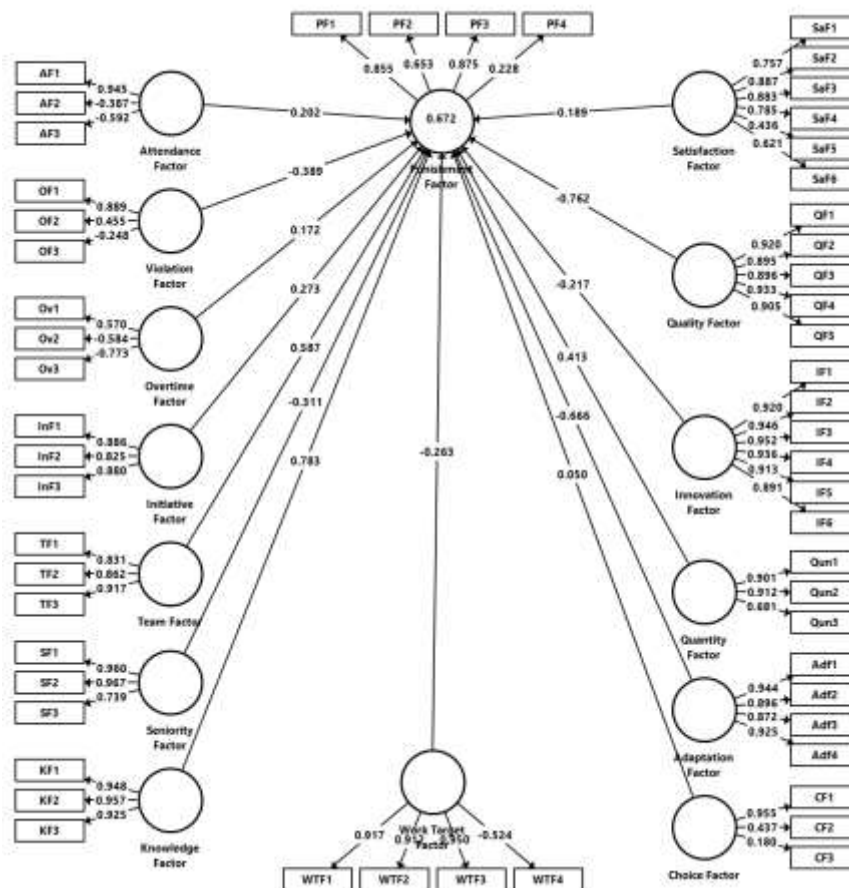 PF1
PF2
PF3
PF4
0.855
0.653
0.875
0.228
0.672
Punishment
Factor
AF1
AF2
AF3
0.945
-0.387
-0.592
Attendance
Factor
0.202
OF1
OF2
OF3
0.889
0.455
-0.248
Violation
Factor
-0.389
Ov1
Ov2
Ov3
0.570
-0.584
-0.773
Overtime
Factor
0.172
InF1
InF2
InF3
0.886
0.825
0.880
Initiative
Factor
0.273
TF1
TF2
TF3
0.831
0.862
0.917
Team Factor
0.587
SF1
SF2
SF3
0.980
0.967
0.739
Seniority
Factor
-0.311
KF1
KF2
KF3
0.948
0.957
0.925
Knowledge
Factor
0.783
Work Target
Factor
-0.263
0.917
0.912
0.950
-0.524
WTF1
WTF2
WTF3
WTF4
SaF1
SaF2
SaF3
SaF4
SaF5
SaF6
0.757
0.887
0.883
0.785
0.436
0.621
Satisfaction
Factor
0.189
QF1
QF2
QF3
QF4
QF5
0.920
0.895
0.896
0.933
0.905
Quality Factor
-0.762
IF1
IF2
IF3
IF4
IF5
IF6
0.920
0.946
0.952
0.936
0.913
0.891
Innovation
Factor
-0.217
Qun1
Qun2
Qun3
0.901
0.912
0.681
Quantity
Factor
0.413
Adf1
Adf2
Adf3
Adf4
0.944
0.896
0.872
0.925
Adaptation
Factor
-0.666
CF1
CF2
CF3
0.955
0.437
0.180
Choice Factor
0.050